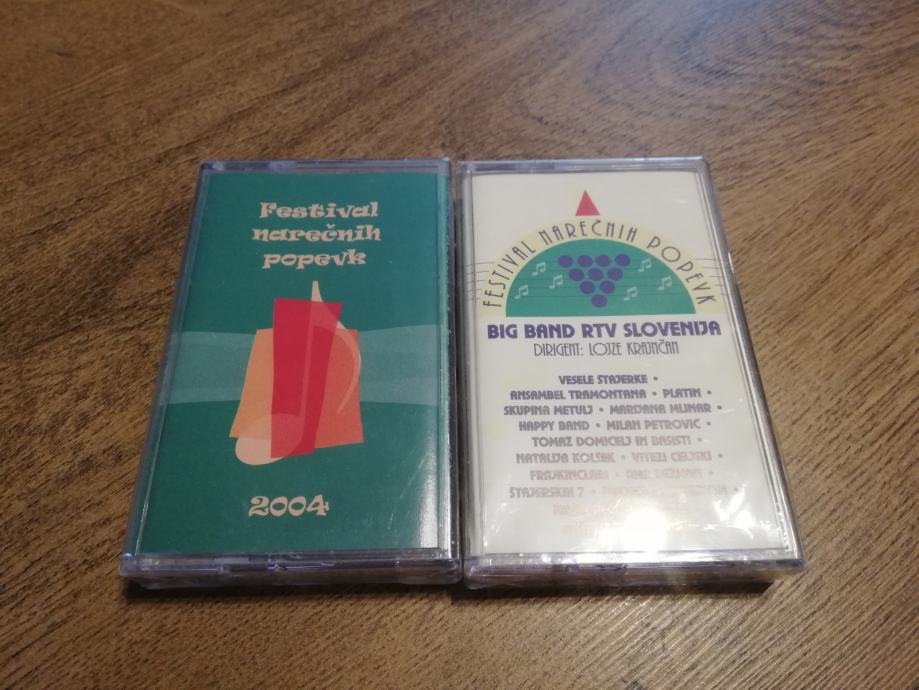 Festival
narečnih
popevk
2004
FESTIVAL NAREČNIH POPEVK
BIG BAND RTV SLOVENIJA
DIRIGENT: LOJZE KRAJNČAN
VESELE ŠTAJERKE •
ANSAMBEL TRAMONTANA • PLATIN •
SKUPINA METULJ • MARJANA MLINAR •
HAPPY BAND • MILAN PETROVIČ •
TOMAŽ DOMICELJ IN BASISTI •
NATALIJA KOLŠEK • VITEZI CELJSKI •
FRAJKINCLARI •
ŠTAJERSKIH 7 •